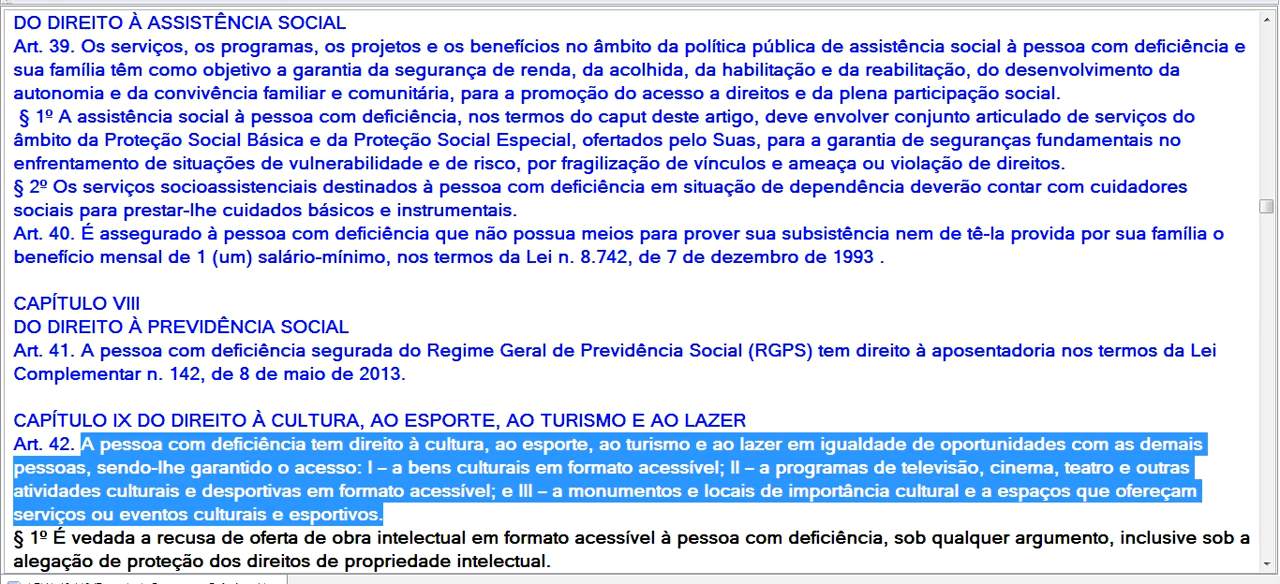 DO DIREITO À ASSISTÊNCIA SOCIAL
Art. 39. Os serviços, os programas, os projetos e os benefícios no âmbito da política pública de assistência social à pessoa com deficiência e
sua família têm como objetivo a garantia da segurança de renda, da acolhida, da habilitação e da reabilitação, do desenvolvimento da
autonomia e da convivência familiar e comunitária, para a promoção do acesso a direitos e da plena participação social.
§ 1º A assistência social à pessoa com deficiência, nos termos do caput deste artigo, deve envolver conjunto articulado de serviços do
âmbito da Proteção Social Básica e da Proteção Social Especial, ofertados pelo Suas, para a garantia de seguranças fundamentais no
enfrentamento de situações de vulnerabilidade e de risco, por fragilização de vínculos e ameaça ou violação de direitos.
§ 2º Os serviços socioassistenciais destinados à pessoa com deficiência em situação de dependência deverão contar com cuidadores
sociais para prestar-lhe cuidados básicos e instrumentais.
Art. 40. É assegurado à pessoa com deficiência que não possua meios para prover sua subsistência nem de tê-la provida por sua família o
benefício mensal de 1 (um) salário-mínimo, nos termos da Lei n. 8.742, de 7 de dezembro de 1993 .
CAPÍTULO VIII
DO DIREITO À PREVIDÊNCIA SOCIAL
Art. 41. A pessoa com deficiência segurada do Regime Geral de Previdência Social (RGPS) tem direito à aposentadoria nos termos da Lei
Complementar n. 142, de 8 de maio de 2013.
CAPÍTULO IX DO DIREITO À CULTURA, AO ESPORTE, AO TURISMO E AO LAZER
Art. 42. A pessoa com deficiência tem direito à cultura, ao esporte, ao turismo e ao lazer em igualdade de oportunidades com as demais
pessoas, sendo-lhe garantido o acesso: I – a bens culturais em formato acessível; II – a programas de televisão, cinema, teatro e outras
atividades culturais e desportivas em formato acessível; e III – a monumentos e locais de importância cultural e a espaços que ofereçam
serviços ou eventos culturais e esportivos.
§ 1º É vedada a recusa de oferta de obra intelectual em formato acessível à pessoa com deficiência, sob qualquer argumento, inclusive sob a
alegação de proteção dos direitos de propriedade intelectual.